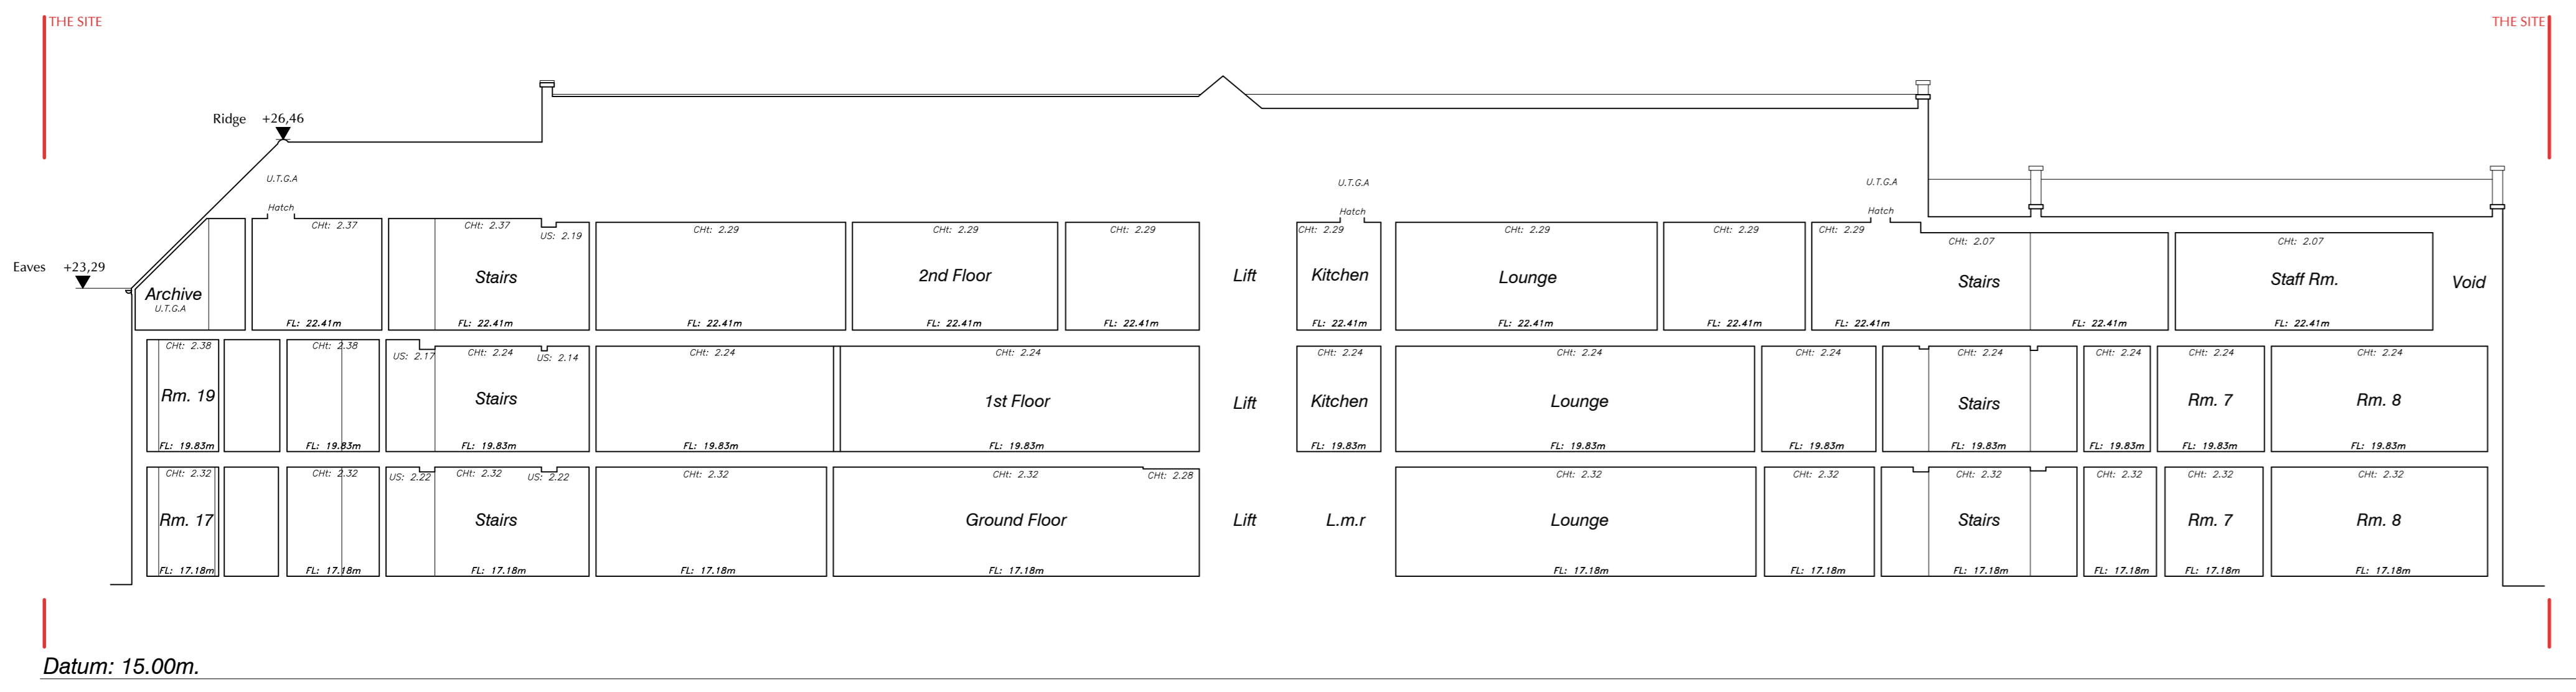 THE SITE THE SITE
Ridge +26,46
U.T.G.A U.T.G.A U.T.G.A
Hatch Hatch Hatch
CHt: 2.37 CHt: 2.37 US: 2.19 CHt: 2.29 CHt: 2.29 CHt: 2.29 CHt: 2.29 CHt: 2.29 CHt: 2.29 CHt: 2.29 CHt: 2.07 CHt: 2.07
Eaves +23,29
Archive Stairs 2nd Floor Lift Kitchen Lounge Stairs Staff Rm. Void
U.T.G.A
FL: 22.41m FL: 22.41m FL: 22.41m FL: 22.41m FL: 22.41m FL: 22.41m FL: 22.41m FL: 22.41m FL: 22.41m FL: 22.41m FL: 22.41m
CHt: 2.38 CHt: 2.38 US: 2.17 CHt: 2.24 US: 2.14 CHt: 2.24 CHt: 2.24 CHt: 2.24 CHt: 2.24 CHt: 2.24 CHt: 2.24 CHt: 2.24 CHt: 2.24 CHt: 2.24
Rm. 19 Stairs 1st Floor Lift Kitchen Lounge Stairs Rm. 7 Rm. 8
FL: 19.83m FL: 19.83m FL: 19.83m FL: 19.83m FL: 19.83m FL: 19.83m FL: 19.83m FL: 19.83m FL: 19.83m FL: 19.83m FL: 19.83m FL: 19.83m
CHt: 2.32 CHt: 2.32 US: 2.22 CHt: 2.32 US: 2.22 CHt: 2.32 CHt: 2.32 CHt: 2.28 CHt: 2.32 CHt: 2.32 CHt: 2.32 CHt: 2.32 CHt: 2.32 CHt: 2.32
Rm. 17 Stairs Ground Floor Lift L.m.r Lounge Stairs Rm. 7 Rm. 8
FL: 17.18m FL: 17.18m FL: 17.18m FL: 17.18m FL: 17.18m FL: 17.18m FL: 17.18m FL: 17.18m FL: 17.18m FL: 17.18m FL: 17.18m
Datum: 15.00m.